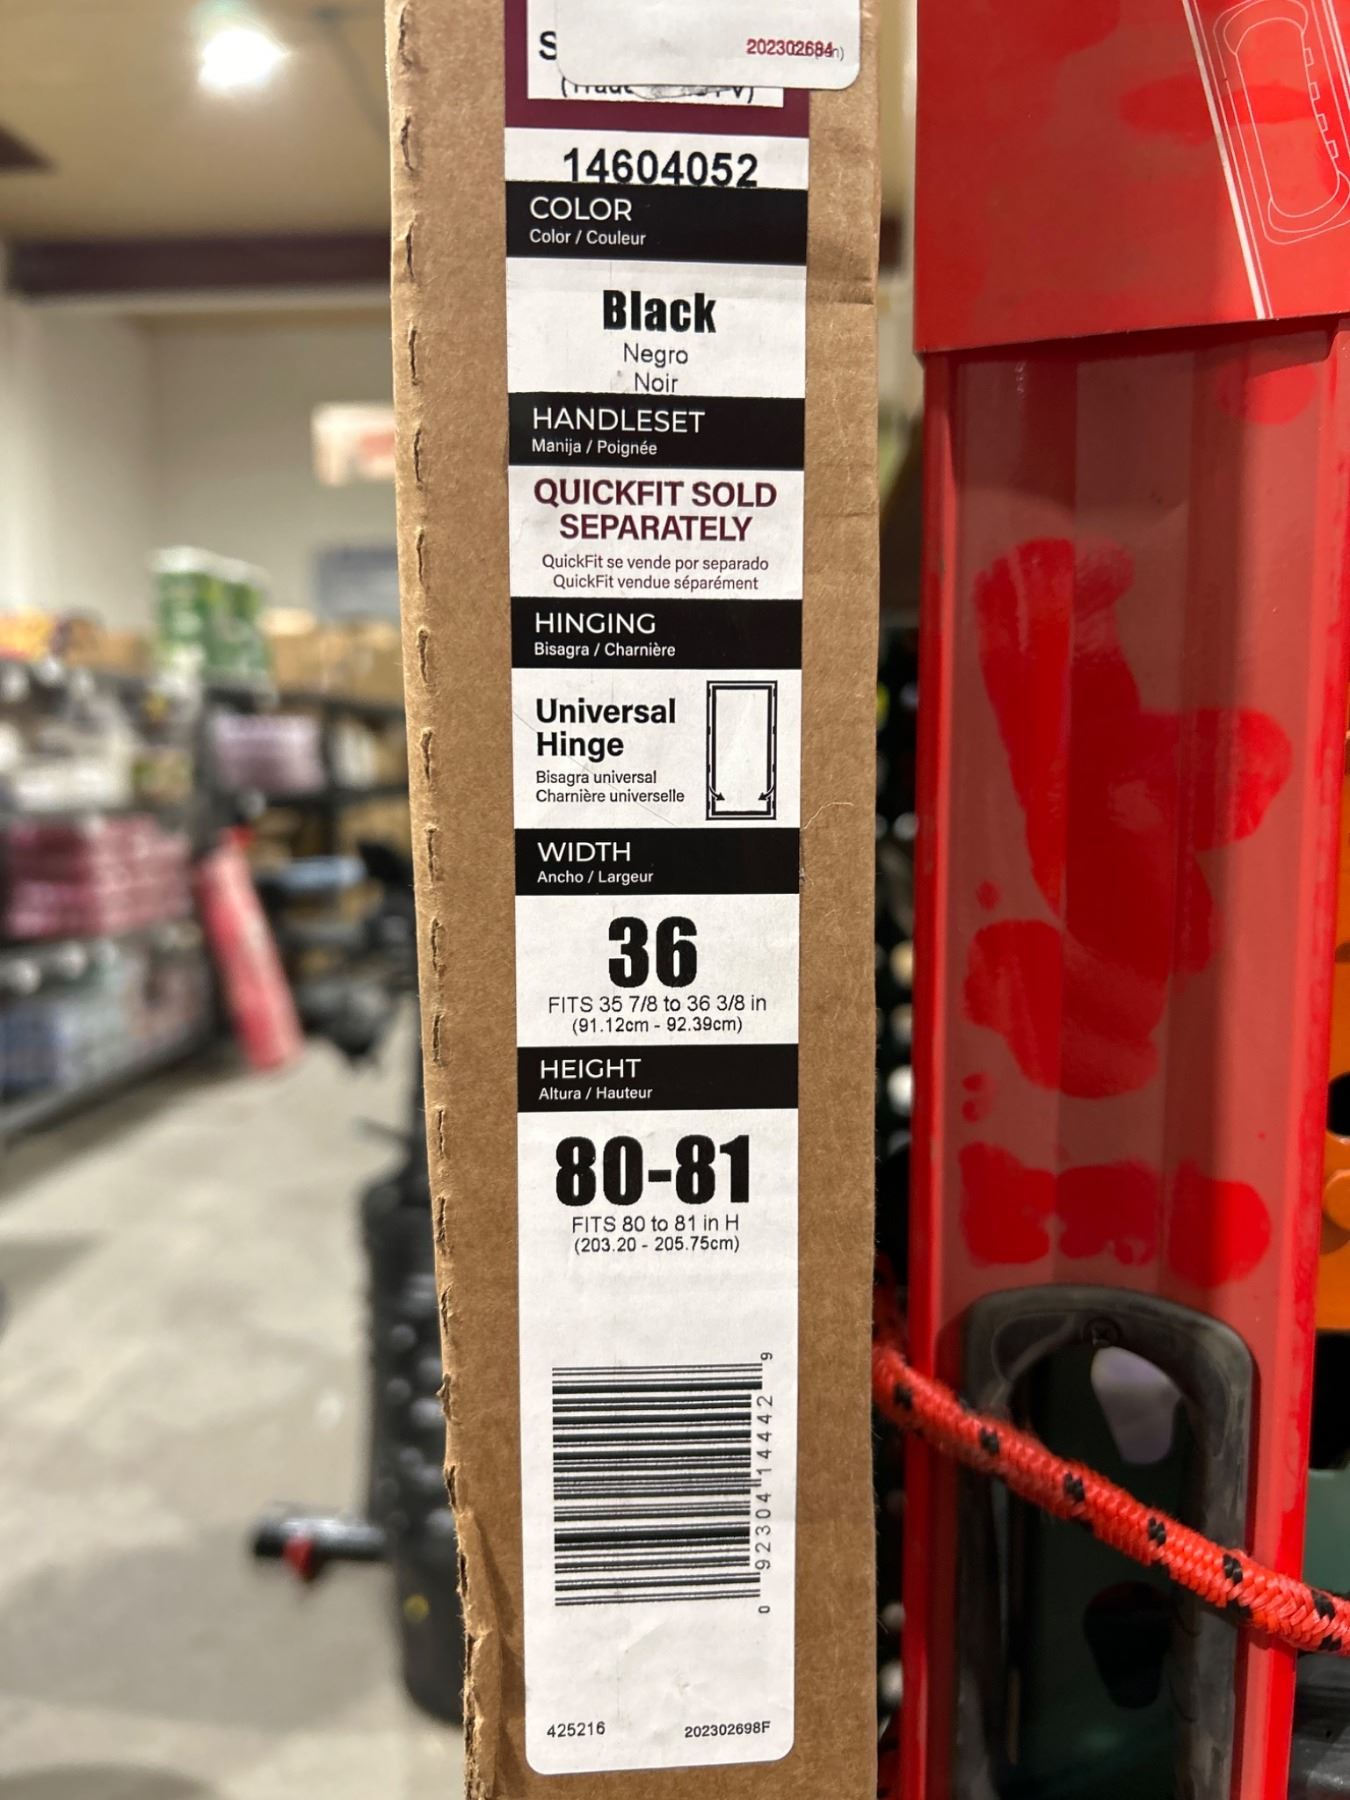 S
202302684
14604052
COLOR
Color / Couleur
Black
Negro
Noir
HANDLESET
Manija / Poignée
QUICKFIT SOLD
SEPARATELY
QuickFit se vende por separado
QuickFit vendue séparément
HINGING
Bisagra / Charnière
Universal
Hinge
Bisagra universal
Charnière universelle
WIDTH
Ancho / Largeur
36
FITS 35 7/8 to 36 3/8 in
(91.12cm - 92.39cm)
HEIGHT
Altura / Hauteur
80-81
FITS 80 to 81 in H
(203.20 - 205.75cm)
0 92304 14442 9
425216 202302698F